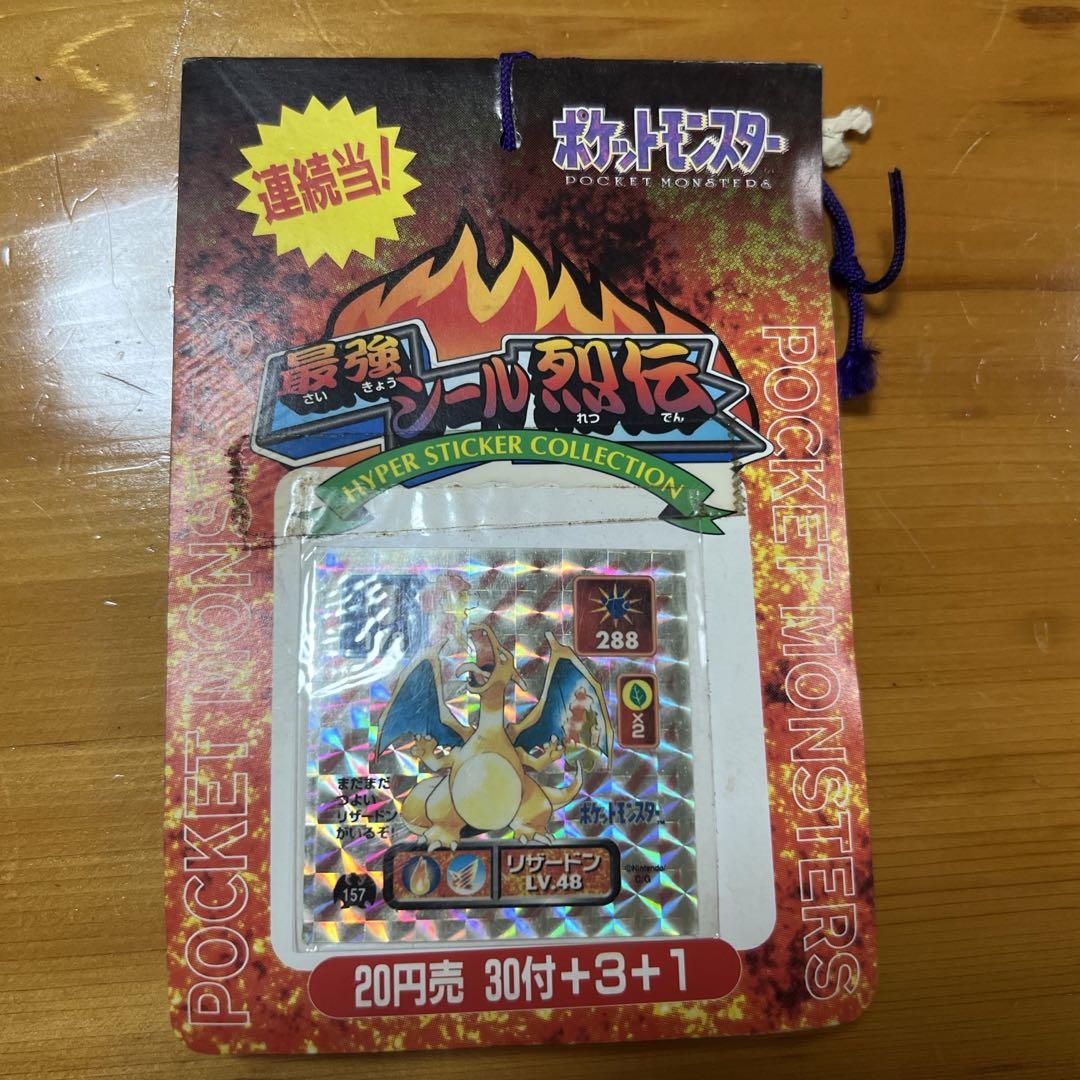 連続当!
ポケットモンスター
POCKET MONSTERS
最強シール烈伝
さい きょう れつ でん
HYPER STICKER COLLECTION
POCKET MONST
POCKET MONSTERS
288
×2
まだまだ
つよい
リザードン
がいるぞ!
ポケットモンスター
リザードン
LV.48
157
©Nintendo
C/G
20円売 30付+3+1